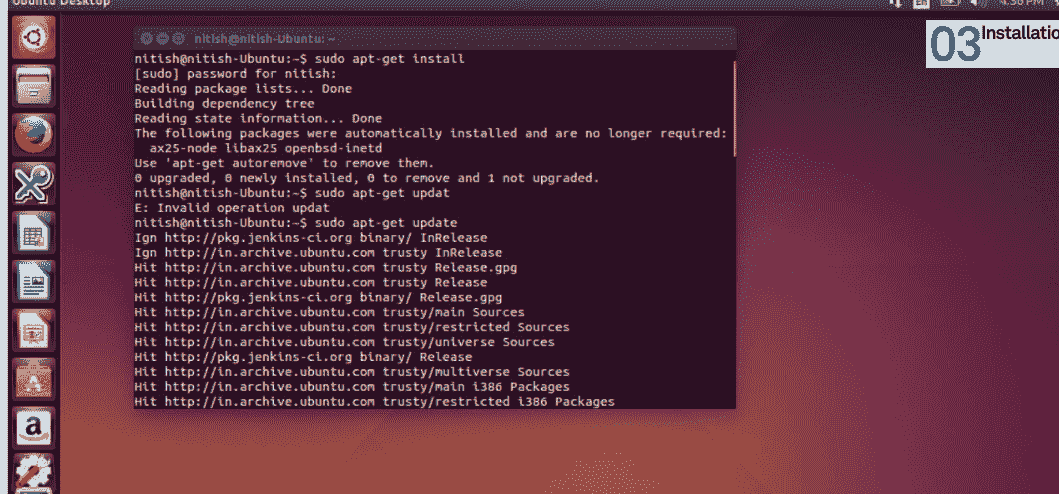 Ubuntu Desktop
En
4:36 PM
03 Installatio
nitish@nitish-Ubuntu: ~
nitish@nitish-Ubuntu:~$ sudo apt-get install
[sudo] password for nitish:
Reading package lists... Done
Building dependency tree
Reading state information... Done
The following packages were automatically installed and are no longer required:
  ax25-node libax25 openbsd-inetd
Use 'apt-get autoremove' to remove them.
0 upgraded, 0 newly installed, 0 to remove and 1 not upgraded.
nitish@nitish-Ubuntu:~$ sudo apt-get updat
E: Invalid operation updat
nitish@nitish-Ubuntu:~$ sudo apt-get update
Ign http://pkg.jenkins-ci.org binary/ InRelease
Ign http://in.archive.ubuntu.com trusty InRelease
Hit http://in.archive.ubuntu.com trusty Release.gpg
Hit http://in.archive.ubuntu.com trusty Release
Hit http://pkg.jenkins-ci.org binary/ Release.gpg
Hit http://in.archive.ubuntu.com trusty/main Sources
Hit http://in.archive.ubuntu.com trusty/restricted Sources
Hit http://in.archive.ubuntu.com trusty/universe Sources
Hit http://pkg.jenkins-ci.org binary/ Release
Hit http://in.archive.ubuntu.com trusty/multiverse Sources
Hit http://in.archive.ubuntu.com trusty/main i386 Packages
Hit http://in.archive.ubuntu.com trusty/restricted i386 Packages
a